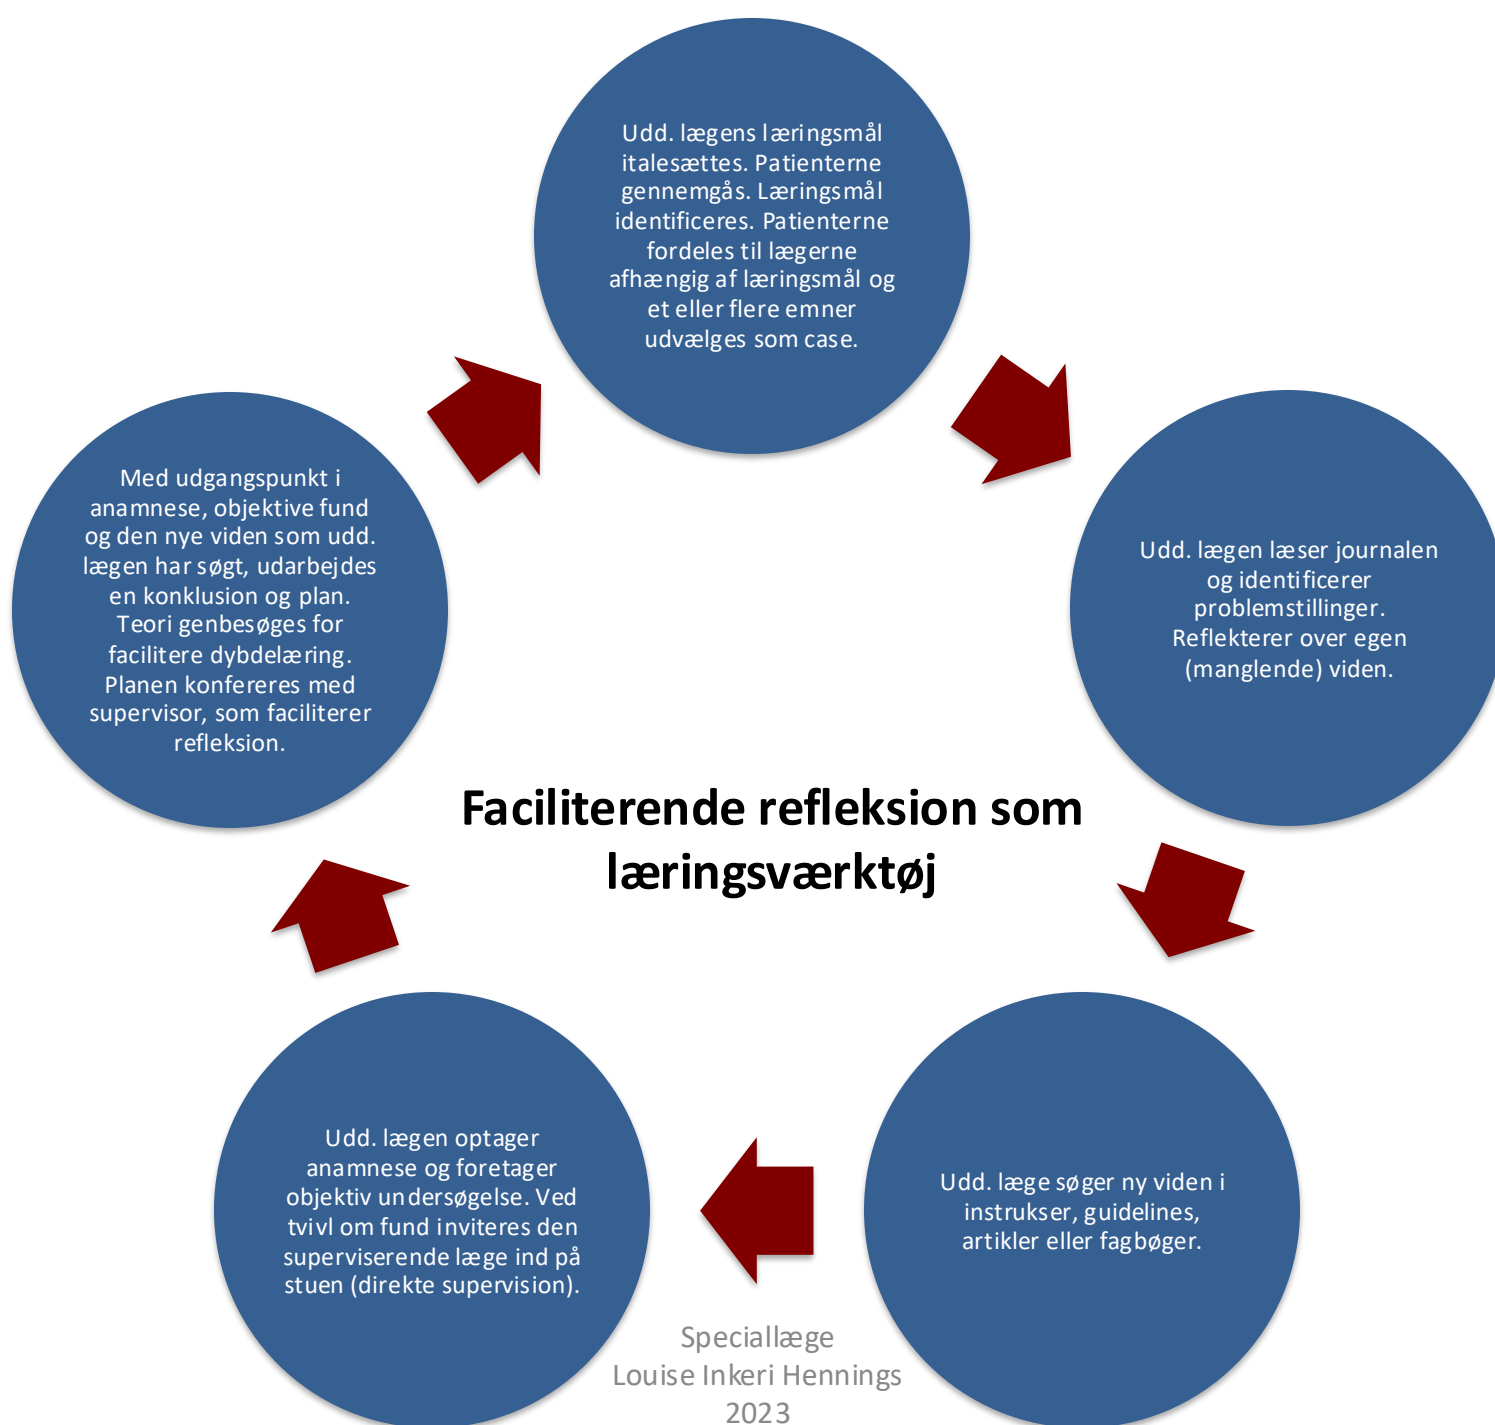 Udd. lægens læringsmål
italesættes. Patienterne
gennemgås. Læringsmål
identificeres. Patienterne
fordeles til lægerne
afhængig af læringsmål og
et eller flere emner
udvælges som case.
Udd. lægen læser journalen
og identificerer
problemstillinger.
Reflekterer over egen
(manglende) viden.
Udd. læge søger ny viden i
instrukser, guidelines,
artikler eller fagbøger.
Udd. lægen optager
anamnese og foretager
objektiv undersøgelse. Ved
tvivl om fund inviteres den
superviserende læge ind på
stuen (direkte supervision).
Med udgangspunkt i
anamnese, objektive fund
og den nye viden som udd.
lægen har søgt, udarbejdes
en konklusion og plan.
Teori genbesøges for
facilitere dybdelæring.
Planen konfereres med
supervisor, som faciliterer
refleksion.
Faciliterende refleksion som
læringsværktøj
Speciallæge
Louise Inkeri Hennings
2023